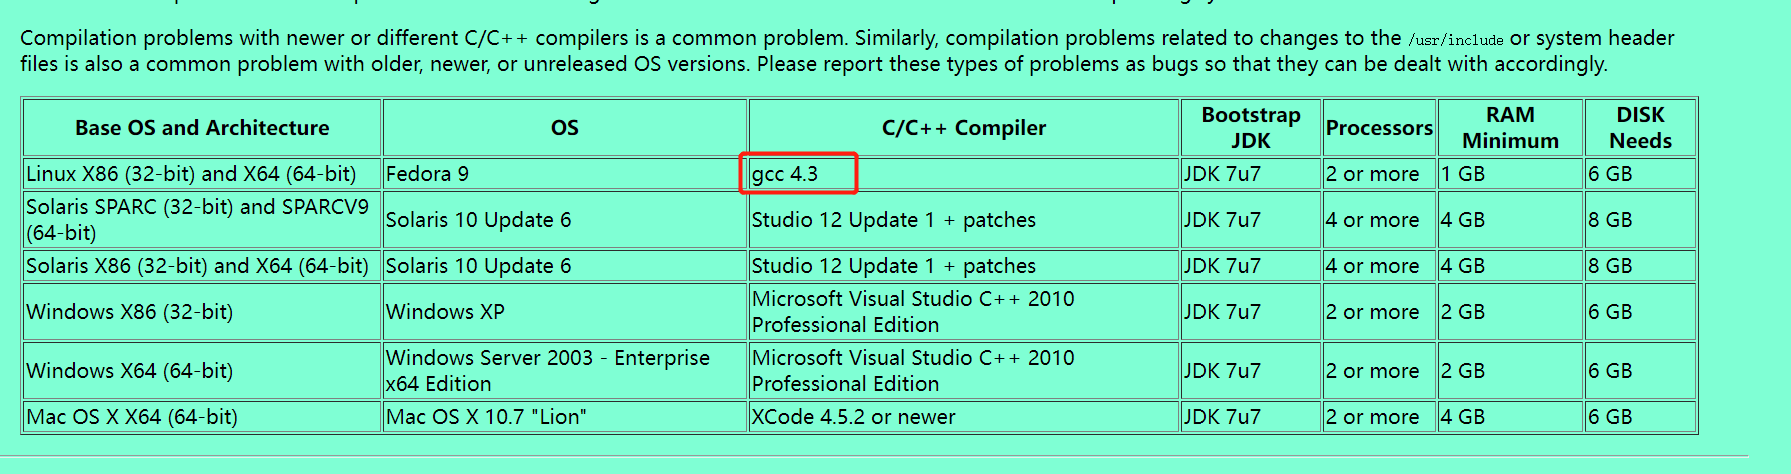 Compilation problems with newer or different C/C++ compilers is a common problem. Similarly, compilation problems related to changes to the /usr/include or system header
files is also a common problem with older, newer, or unreleased OS versions. Please report these types of problems as bugs so that they can be dealt with accordingly.
Base OS and Architecture OS C/C++ Compiler Bootstrap JDK Processors RAM Minimum DISK Needs
Linux X86 (32-bit) and X64 (64-bit) Fedora 9 gcc 4.3 JDK 7u7 2 or more 1 GB 6 GB
Solaris SPARC (32-bit) and SPARCV9 (64-bit) Solaris 10 Update 6 Studio 12 Update 1 + patches JDK 7u7 4 or more 4 GB 8 GB
Solaris X86 (32-bit) and X64 (64-bit) Solaris 10 Update 6 Studio 12 Update 1 + patches JDK 7u7 4 or more 4 GB 8 GB
Windows X86 (32-bit) Windows XP Microsoft Visual Studio C++ 2010 Professional Edition JDK 7u7 2 or more 2 GB 6 GB
Windows X64 (64-bit) Windows Server 2003 - Enterprise x64 Edition Microsoft Visual Studio C++ 2010 Professional Edition JDK 7u7 2 or more 2 GB 6 GB
Mac OS X X64 (64-bit) Mac OS X 10.7 "Lion" XCode 4.5.2 or newer JDK 7u7 2 or more 4 GB 6 GB